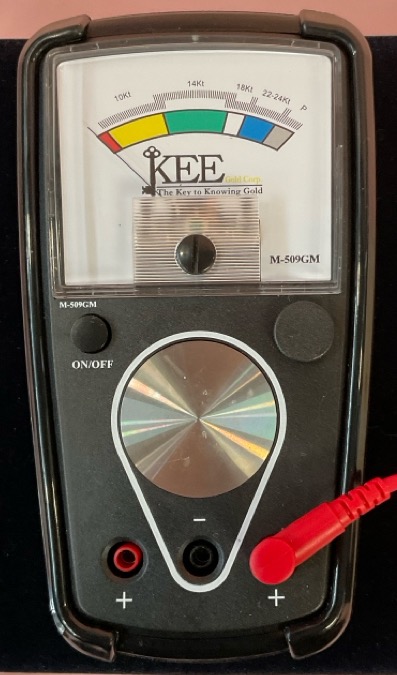 10Kt 14Kt 18Kt 22-24Kt P
KEE Gold Corp.
The Key to Knowing Gold
M-509GM
M-509GM
ON/OFF
−
+ +